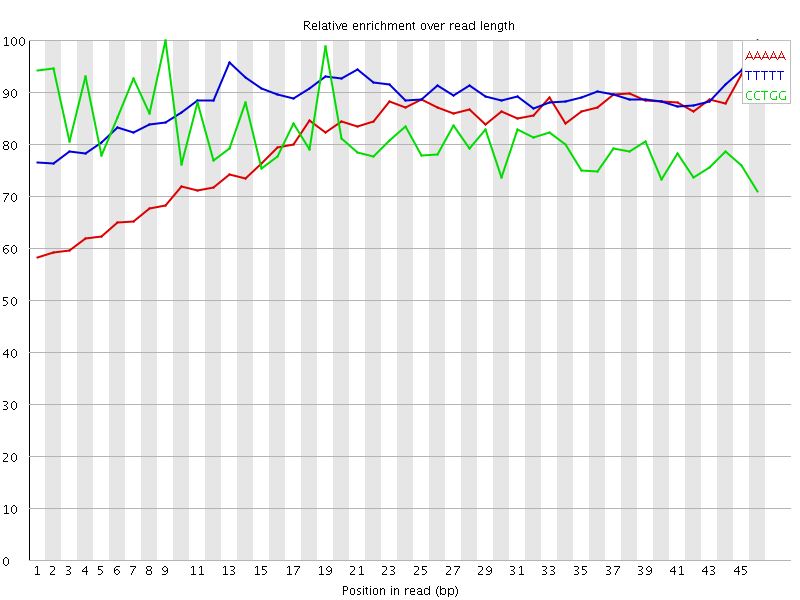 Relative enrichment over read length
100
90
80
70
60
50
40
30
20
10
0
AAAAA
TTTTT
CCTGG
1 2 3 4 5 6 7 8 9 11 13 15 17 19 21 23 25 27 29 31 33 35 37 39 41 43 45
Position in read (bp)